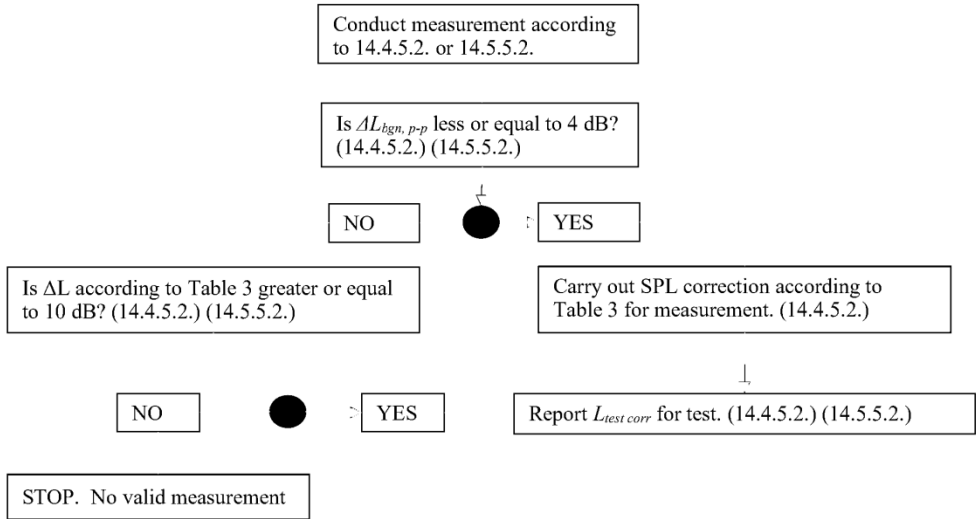 Conduct measurement according
to 14.4.5.2. or 14.5.5.2.
Is ΔL bgn, p-p less or equal to 4 dB?
(14.4.5.2.) (14.5.5.2.)
NO
YES
Is ΔL according to Table 3 greater or equal
to 10 dB? (14.4.5.2.) (14.5.5.2.)
Carry out SPL correction according to
Table 3 for measurement. (14.4.5.2.)
NO
YES
Report L test corr for test. (14.4.5.2.) (14.5.5.2.)
STOP.  No valid measurement